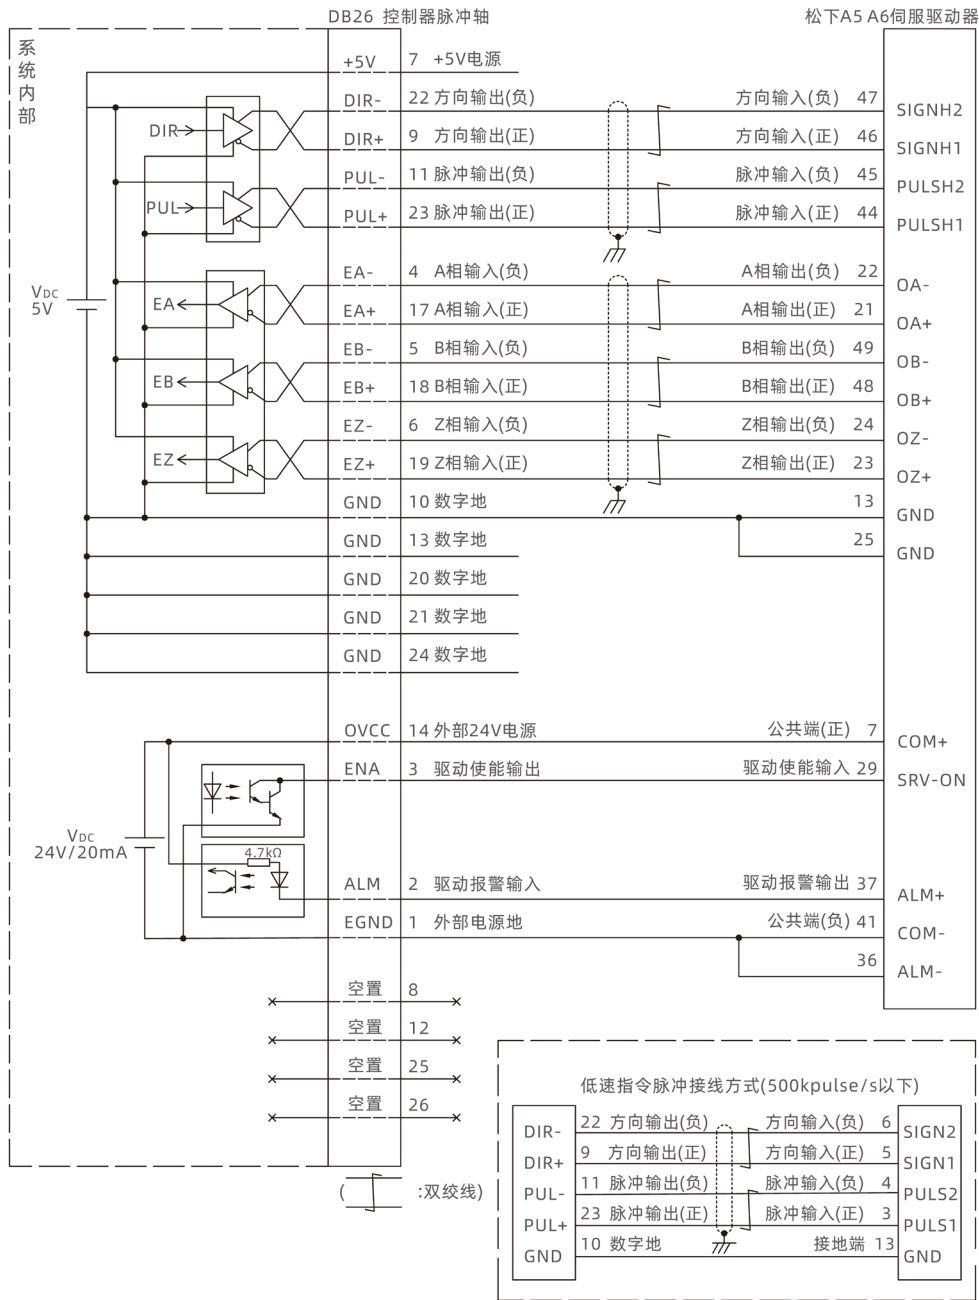 DB26 控制器脉冲轴
松下A5 A6伺服驱动器
系统内部
+5V 7 +5V电源
DIR- 22 方向输出(负) 方向输入(负) 47 SIGNH2
DIR
DIR+ 9 方向输出(正) 方向输入(正) 46 SIGNH1
PUL- 11 脉冲输出(负) 脉冲输入(负) 45 PULSH2
PUL
PUL+ 23 脉冲输出(正) 脉冲输入(正) 44 PULSH1
EA- 4 A相输入(负) A相输出(负) 22 OA-
VDC
5V
EA
EA+ 17 A相输入(正) A相输出(正) 21 OA+
EB- 5 B相输入(负) B相输出(负) 49 OB-
EB
EB+ 18 B相输入(正) B相输出(正) 48 OB+
EZ- 6 Z相输入(负) Z相输出(负) 24 OZ-
EZ
EZ+ 19 Z相输入(正) Z相输出(正) 23 OZ+
GND 10 数字地 13 GND
GND 13 数字地 25 GND
GND 20 数字地
GND 21 数字地
GND 24 数字地
OVCC 14 外部24V电源 公共端(正) 7 COM+
ENA 3 驱动使能输出 驱动使能输入 29 SRV-ON
VDC
24V/20mA
4.7kΩ
ALM 2 驱动报警输入 驱动报警输出 37 ALM+
EGND 1 外部电源地 公共端(负) 41 COM-
36 ALM-
空置 8
空置 12
空置 25
空置 26
( :双绞线)
低速指令脉冲接线方式(500kpulse/s以下)
DIR- 22 方向输出(负) 方向输入(负) 6 SIGN2
DIR+ 9 方向输出(正) 方向输入(正) 5 SIGN1
PUL- 11 脉冲输出(负) 脉冲输入(负) 4 PULS2
PUL+ 23 脉冲输出(正) 脉冲输入(正) 3 PULS1
GND 10 数字地 接地端 13 GND